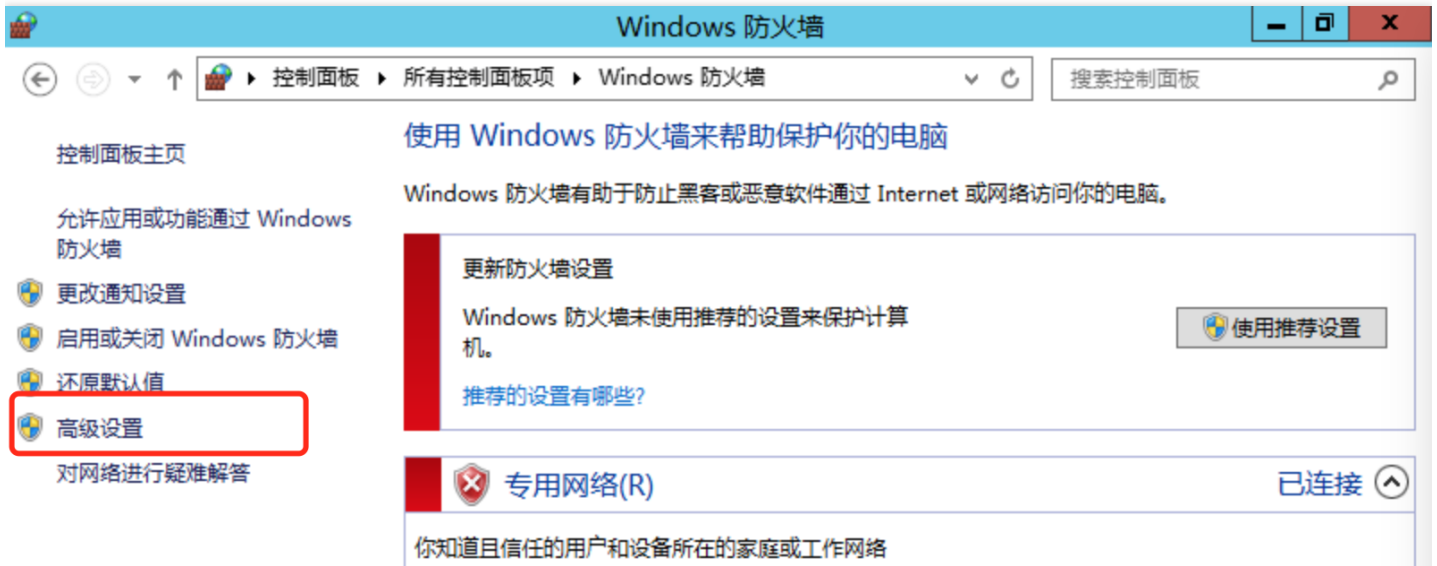 Windows 防火墙
控制面板 ▸ 所有控制面板项 ▸ Windows 防火墙
搜索控制面板
控制面板主页
允许应用或功能通过 Windows
防火墙
更改通知设置
启用或关闭 Windows 防火墙
还原默认值
高级设置
对网络进行疑难解答
使用 Windows 防火墙来帮助保护你的电脑
Windows 防火墙有助于防止黑客或恶意软件通过 Internet 或网络访问你的电脑。
更新防火墙设置
Windows 防火墙未使用推荐的设置来保护计算
机。
使用推荐设置
推荐的设置有哪些?
专用网络(R)
已连接
你知道且信任的用户和设备所在的家庭或工作网络